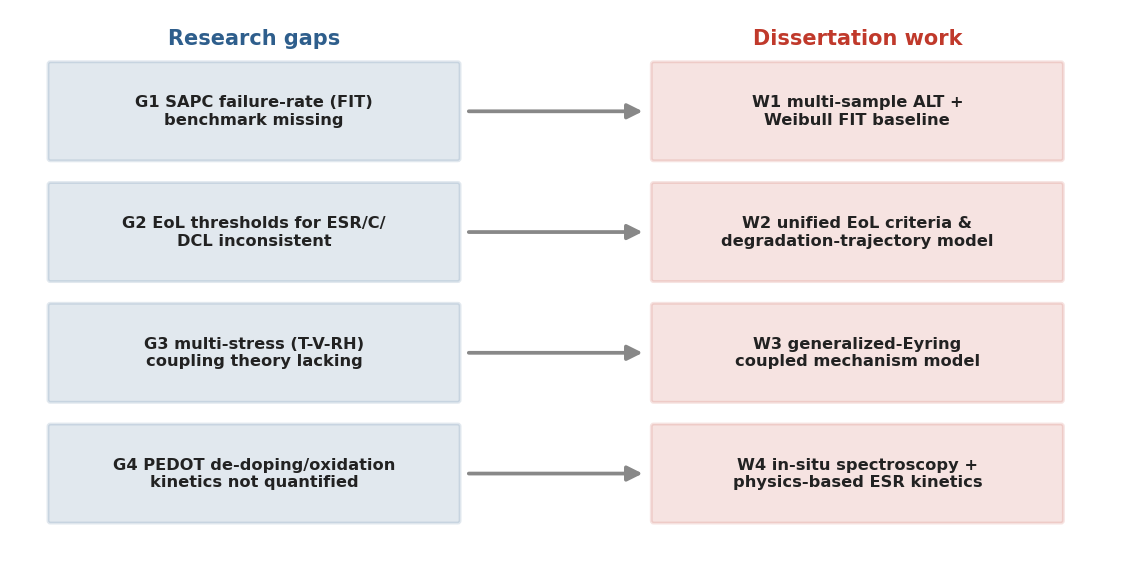 Research gaps
Dissertation work
G1 SAPC failure-rate (FIT)
benchmark missing
W1 multi-sample ALT +
Weibull FIT baseline
G2 EoL thresholds for ESR/C/
DCL inconsistent
W2 unified EoL criteria &
degradation-trajectory model
G3 multi-stress (T-V-RH)
coupling theory lacking
W3 generalized-Eyring
coupled mechanism model
G4 PEDOT de-doping/oxidation
kinetics not quantified
W4 in-situ spectroscopy +
physics-based ESR kinetics